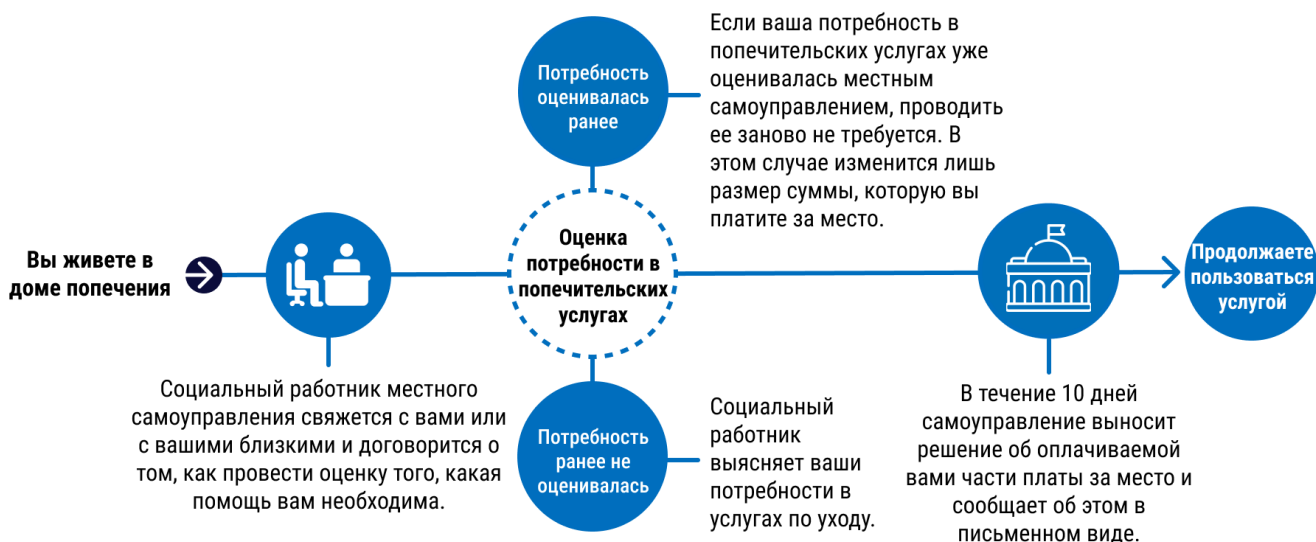 Вы живете в
доме попечения
Социальный работник местного
самоуправления свяжется с вами или
с вашими близкими и договорится о
том, как провести оценку того, какая
помощь вам необходима.
Оценка
потребности в
попечительских
услугах
Потребность
оценивалась
ранее
Если ваша потребность в
попечительских услугах уже
оценивалась местным
самоуправлением, проводить
ее заново не требуется. В
этом случае изменится лишь
размер суммы, которую вы
платите за место.
Потребность
ранее не
оценивалась
Социальный
работник
выясняет ваши
потребности в
услугах по уходу.
В течение 10 дней
самоуправление выносит
решение об оплачиваемой
вами части платы за место и
сообщает об этом в
письменном виде.
Продолжаете
пользоваться
услугой